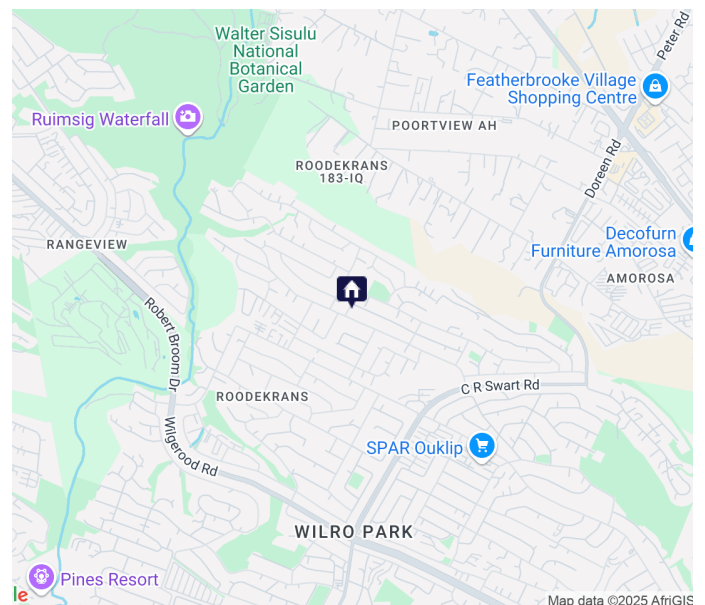 Walter Sisulu
National
Botanical
Garden
Peter Rd
Featherbrooke Village
Shopping Centre
Ruimsig Waterfall
POORTVIEW AH
ROODEKRANS
183-IQ
Doreen Rd
RANGEVIEW
Decofurn
Furniture Amorosa
AMOROSA
Robert Broom Dr
ROODEKRANS
C R Swart Rd
Wilgerood Rd
SPAR Ouklip
WILRO PARK
Pines Resort
le
Map data ©2025 AfriGIS